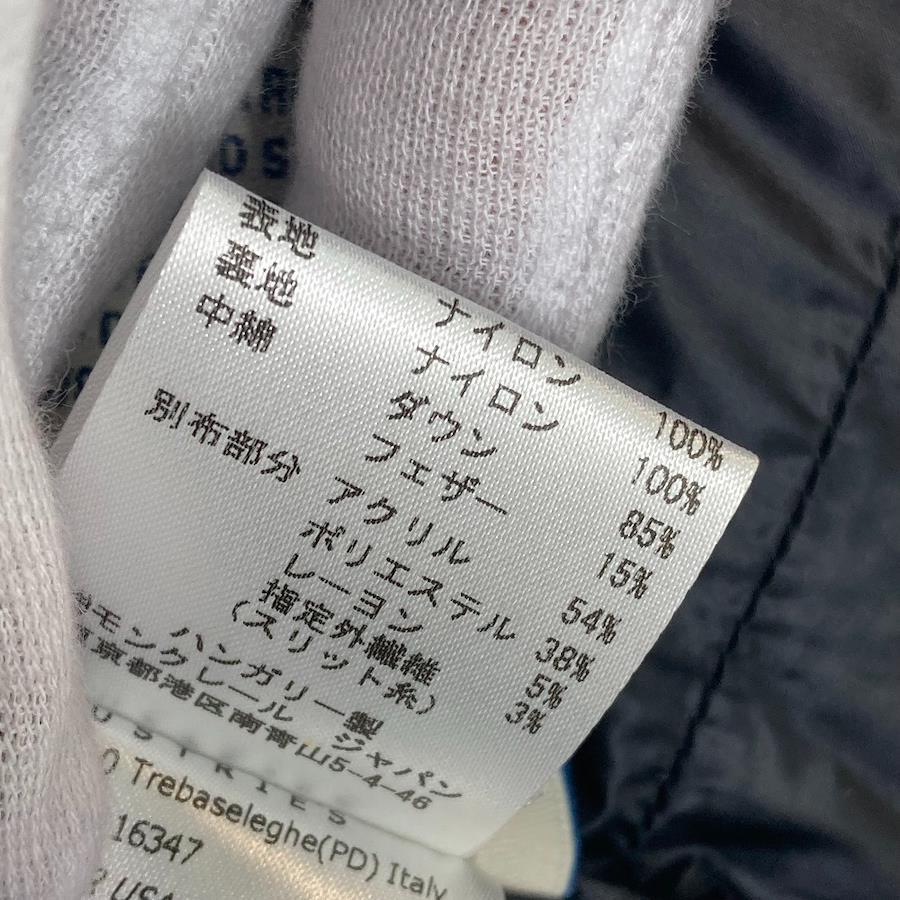 OS
表地 ナイロン 100%
裏地 ナイロン 100%
中綿 ダウン 85%
フェザー 15%
別布部分 アクリル 54%
ポリエステル 38%
レーヨン 5%
指定外繊維 3%
(スリット糸)
ハンガリー製
モンクレール ジャパン
京都港区南青山5-4-46
USTRIES
0 Trebaseleghe(PD) Italy
16347
USA